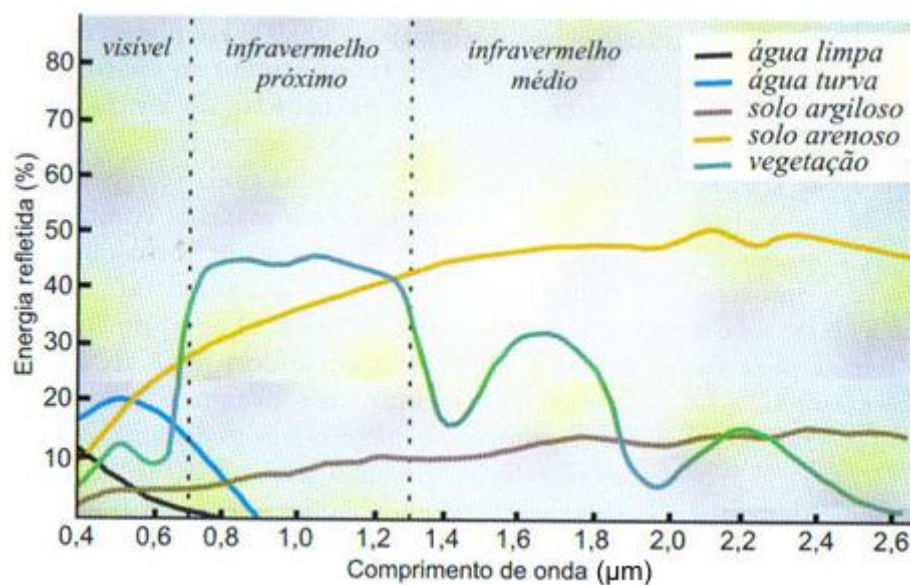 visível
infravermelho
próximo
infravermelho
médio
água limpa
água turva
solo argiloso
solo arenoso
vegetação
Energia refletida (%)
80
70
60
50
40
30
20
10
0,4
0,6
0,8
1,0
1,2
1,4
1,6
1,8
2,0
2,2
2,4
2,6
Comprimento de onda (µm)